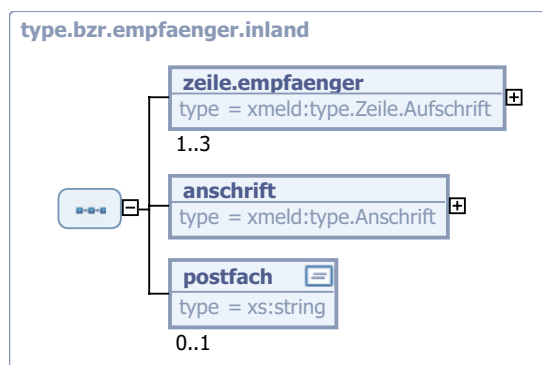 type.bzr.empfaenger.inland
zeile.empfaenger
type = xmeld:type.Zeile.Aufschrift
1..3
anschrift
type = xmeld:type.Anschrift
postfach
type = xs:string
0..1